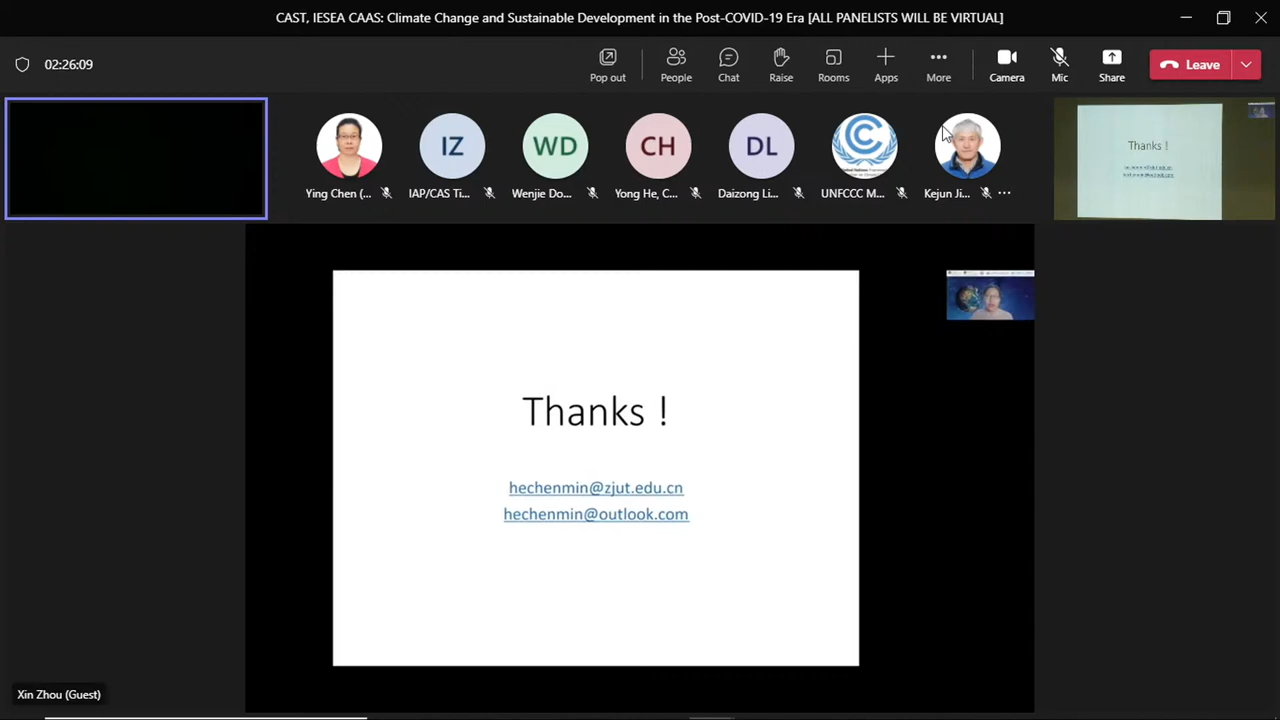 CAST, IESEA CAAS: Climate Change and Sustainable Development in the Post-COVID-19 Era [ALL PANELISTS WILL BE VIRTUAL]
02:26:09
Pop out
People
Chat
Raise
Rooms
Apps
More
Camera
Mic
Share
Leave
IZ
WD
CH
DL
Ying Chen (...
IAP/CAS Ti...
Wenjie Do...
Yong He, C...
Daizong Li...
UNFCCC M...
Kejun Ji...
Thanks !
Thanks !
hechenmin@zjut.edu.cn
hechenmin@outlook.com
Xin Zhou (Guest)